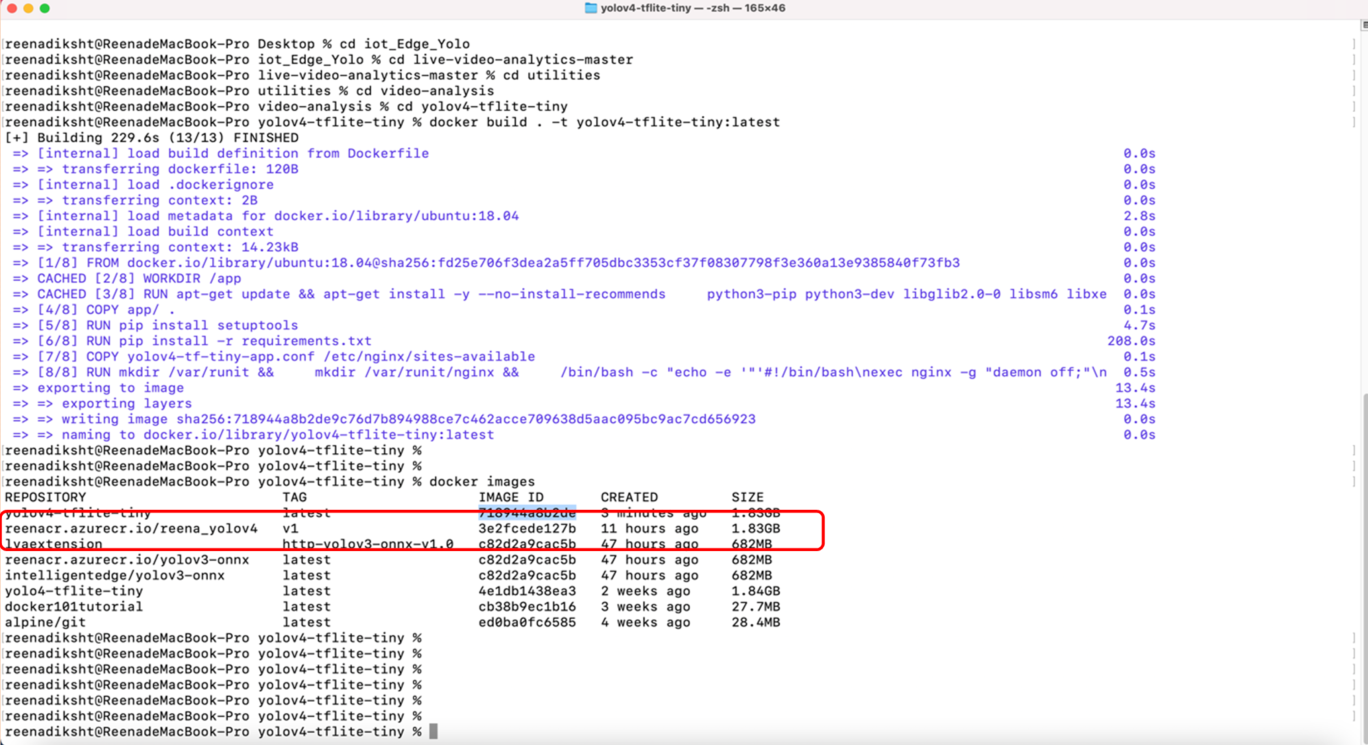 yolov4-tflite-tiny — -zsh — 165×46
reenadiksht@ReenadeMacBook-Pro Desktop % cd iot_Edge_Yolo
reenadiksht@ReenadeMacBook-Pro iot_Edge_Yolo % cd live-video-analytics-master
reenadiksht@ReenadeMacBook-Pro live-video-analytics-master % cd utilities
reenadiksht@ReenadeMacBook-Pro utilities % cd video-analysis
reenadiksht@ReenadeMacBook-Pro video-analysis % cd yolov4-tflite-tiny
reenadiksht@ReenadeMacBook-Pro yolov4-tflite-tiny % docker build . -t yolov4-tflite-tiny:latest
[+] Building 229.6s (13/13) FINISHED
=> [internal] load build definition from Dockerfile 0.0s
=> => transferring dockerfile: 120B 0.0s
=> [internal] load .dockerignore 0.0s
=> => transferring context: 2B 0.0s
=> [internal] load metadata for docker.io/library/ubuntu:18.04 2.8s
=> [internal] load build context 0.0s
=> => transferring context: 14.23kB 0.0s
=> [1/8] FROM docker.io/library/ubuntu:18.04@sha256:fd25e706f3dea2a5ff705dbc3353cf37f08307798f3e360a13e9385840f73fb3 0.0s
=> CACHED [2/8] WORKDIR /app 0.0s
=> CACHED [3/8] RUN apt-get update && apt-get install -y --no-install-recommends python3-pip python3-dev libglib2.0-0 libsm6 libxe 0.0s
=> [4/8] COPY app/ . 0.1s
=> [5/8] RUN pip install setuptools 4.7s
=> [6/8] RUN pip install -r requirements.txt 208.0s
=> [7/8] COPY yolov4-tf-tiny-app.conf /etc/nginx/sites-available 0.1s
=> [8/8] RUN mkdir /var/runit && mkdir /var/runit/nginx && /bin/bash -c "echo -e '"'#!/bin/bash\nexec nginx -g "daemon off;"\n 0.5s
=> exporting to image 13.4s
=> => exporting layers 13.4s
=> => writing image sha256:718944a8b2de9c76d7b894988ce7c462acce709638d5aac095bc9ac7cd656923 0.0s
=> => naming to docker.io/library/yolov4-tflite-tiny:latest 0.0s
reenadiksht@ReenadeMacBook-Pro yolov4-tflite-tiny %
reenadiksht@ReenadeMacBook-Pro yolov4-tflite-tiny %
reenadiksht@ReenadeMacBook-Pro yolov4-tflite-tiny % docker images
REPOSITORY TAG IMAGE ID CREATED SIZE
yolov4-tflite-tiny latest 718944a8b2de 3 minutes ago 1.83GB
reenacr.azurecr.io/reena_yolov4 v1 3e2fcede127b 11 hours ago 1.83GB
lvaextension http-yolov3-onnx-v1.0 c82d2a9cac5b 47 hours ago 682MB
reenacr.azurecr.io/yolov3-onnx latest c82d2a9cac5b 47 hours ago 682MB
intelligentedge/yolov3-onnx latest c82d2a9cac5b 47 hours ago 682MB
yolo4-tflite-tiny latest 4e1db1438ea3 2 weeks ago 1.84GB
docker101tutorial latest cb38b9ec1b16 3 weeks ago 27.7MB
alpine/git latest ed0ba0fc6585 4 weeks ago 28.4MB
reenadiksht@ReenadeMacBook-Pro yolov4-tflite-tiny %
reenadiksht@ReenadeMacBook-Pro yolov4-tflite-tiny %
reenadiksht@ReenadeMacBook-Pro yolov4-tflite-tiny %
reenadiksht@ReenadeMacBook-Pro yolov4-tflite-tiny %
reenadiksht@ReenadeMacBook-Pro yolov4-tflite-tiny %
reenadiksht@ReenadeMacBook-Pro yolov4-tflite-tiny %
reenadiksht@ReenadeMacBook-Pro yolov4-tflite-tiny %